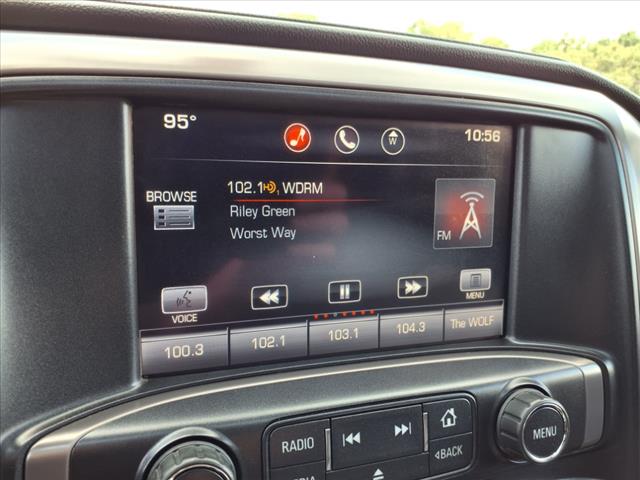 95°
10:56
W
BROWSE
102.1 HD1 WDRM
Riley Green
Worst Way
FM
VOICE
MENU
100.3
102.1
103.1
104.3
The WOLF
RADIO
BACK
MENU